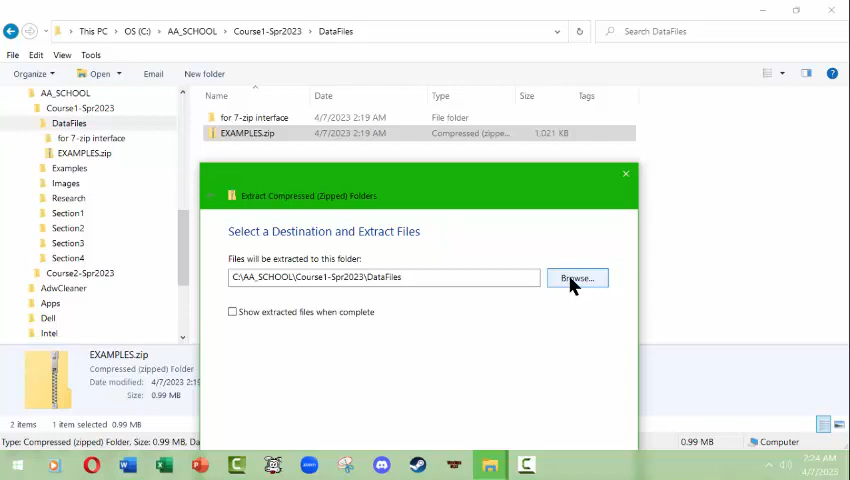 This PC › OS (C:) › AA_SCHOOL › Course1-Spr2023 › DataFiles
Search DataFiles
File Edit View Tools
Organize Open Email New folder
Name Date Type Size Tags
AA_SCHOOL
Course1-Spr2023
DataFiles
for 7-zip interface
EXAMPLES.zip
Examples
Images
Research
Section1
Section2
Section3
Section4
Course2-Spr2023
AdwCleaner
Apps
Dell
Intel
for 7-zip interface 4/7/2023 2:19 AM File folder
EXAMPLES.zip 4/7/2023 2:19 AM Compressed (zippe... 1,021 KB
Extract Compressed (Zipped) Folders
Select a Destination and Extract Files
Files will be extracted to this folder:
C:\AA_SCHOOL\Course1-Spr2023\DataFiles
Browse...
Show extracted files when complete
EXAMPLES.zip
Compressed (zipped) Folder
Date modified: 4/7/2023 2:19
Size: 0.99 MB
2 items 1 item selected 0.99 MB
Type: Compressed (zipped) Folder, Size: 0.99 MB, Da
0.99 MB Computer
2:24 AM
4/7/2023